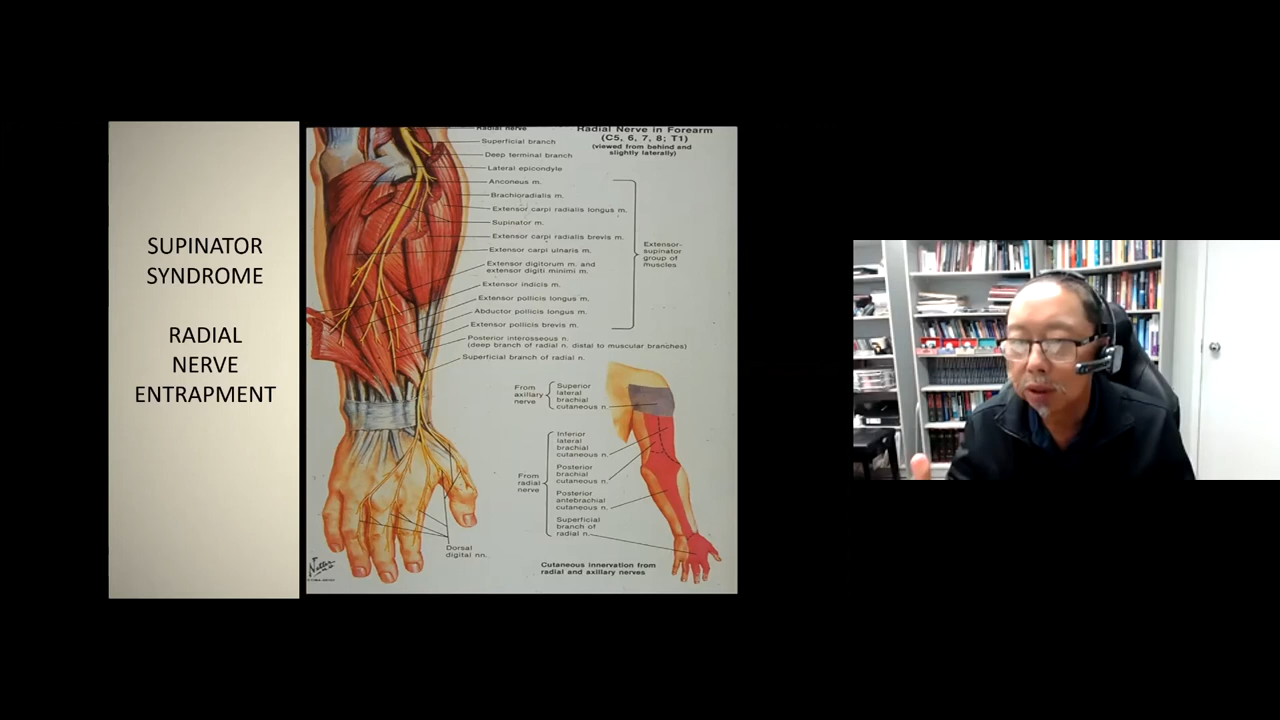 SUPINATOR
SYNDROME
RADIAL
NERVE
ENTRAPMENT
Radial nerve
Superficial branch
Deep terminal branch
Lateral epicondyle
Anconeus m.
Brachioradialis m.
Extensor carpi radialis longus m.
Supinator m.
Extensor carpi radialis brevis m.
Extensor carpi ulnaris m.
Extensor digitorum m. and
extensor digiti minimi m.
Extensor indicis m.
Extensor pollicis longus m.
Abductor pollicis longus m.
Extensor pollicis brevis m.
Posterior interosseous n.
(deep branch of radial n. distal to muscular branches)
Superficial branch of radial n.
Radial Nerve in Forearm
(C5, 6, 7, 8; T1)
(viewed from behind and
slightly laterally)
Extensor-
supinator
group of
muscles
From
axillary
nerve
Superior
lateral
brachial
cutaneous n.
From
radial
nerve
Inferior
lateral
brachial
cutaneous n.
Posterior
brachial
cutaneous n.
Posterior
antebrachial
cutaneous n.
Superficial
branch of
radial n.
Dorsal
digital nn.
Cutaneous innervation from
radial and axillary nerves